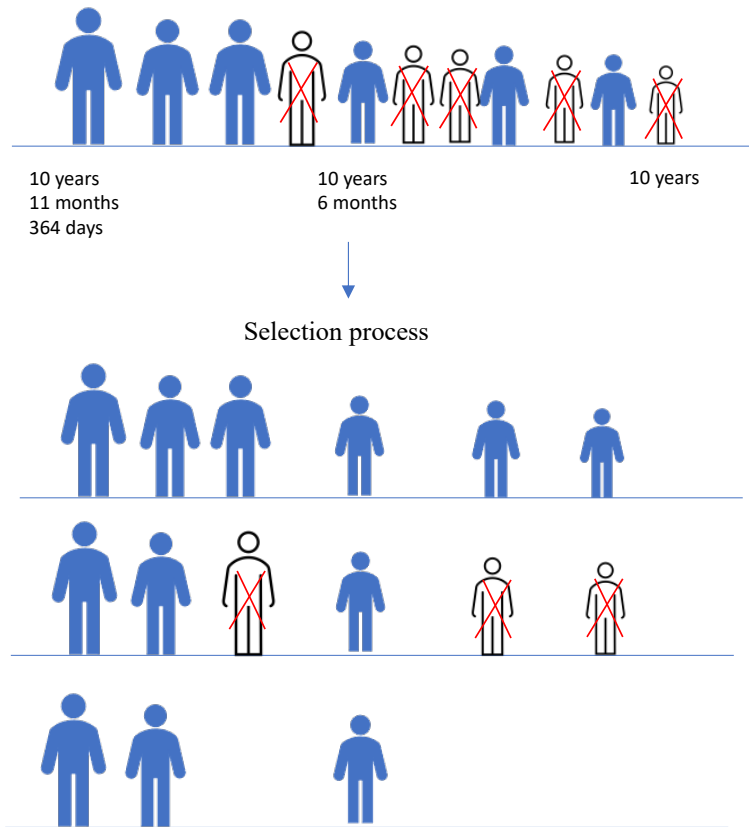 10 years
11 months
364 days
10 years
6 months
10 years
Selection process